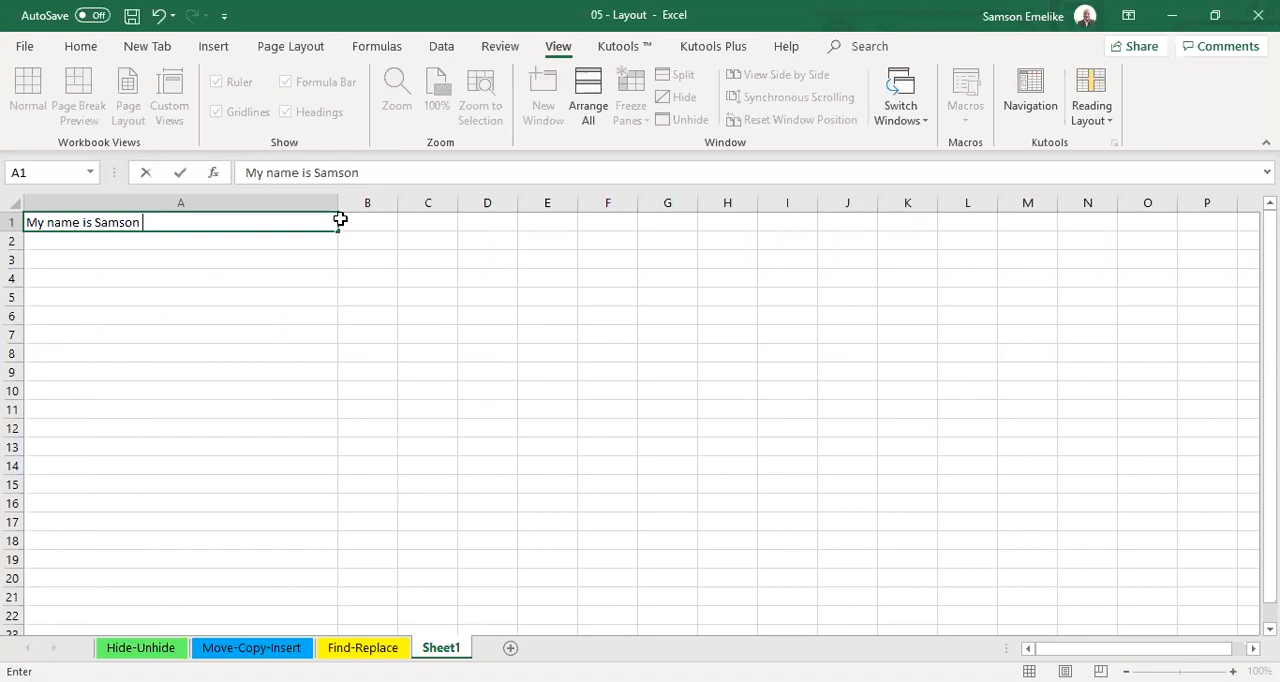 AutoSave Off 05 - Layout - Excel Samson Emelike
File Home New Tab Insert Page Layout Formulas Data Review View Kutools ™ Kutools Plus Help Search Share Comments
Normal Page Break Preview Page Layout Custom Views
Ruler Formula Bar
Gridlines Headings
Zoom 100% Zoom to Selection
New Window Arrange All Freeze Panes
Split
Hide
Unhide
View Side by Side
Synchronous Scrolling
Reset Window Position
Switch Windows
Macros
Navigation Reading Layout
Workbook Views Show Zoom Window Macros Kutools
A1 fx My name is Samson
A B C D E F G H I J K L M N O P
1 My name is Samson
2
3
4
5
6
7
8
9
10
11
12
13
14
15
16
17
18
19
20
21
22
23
Hide-Unhide Move-Copy-Insert Find-Replace Sheet1
Enter 100%